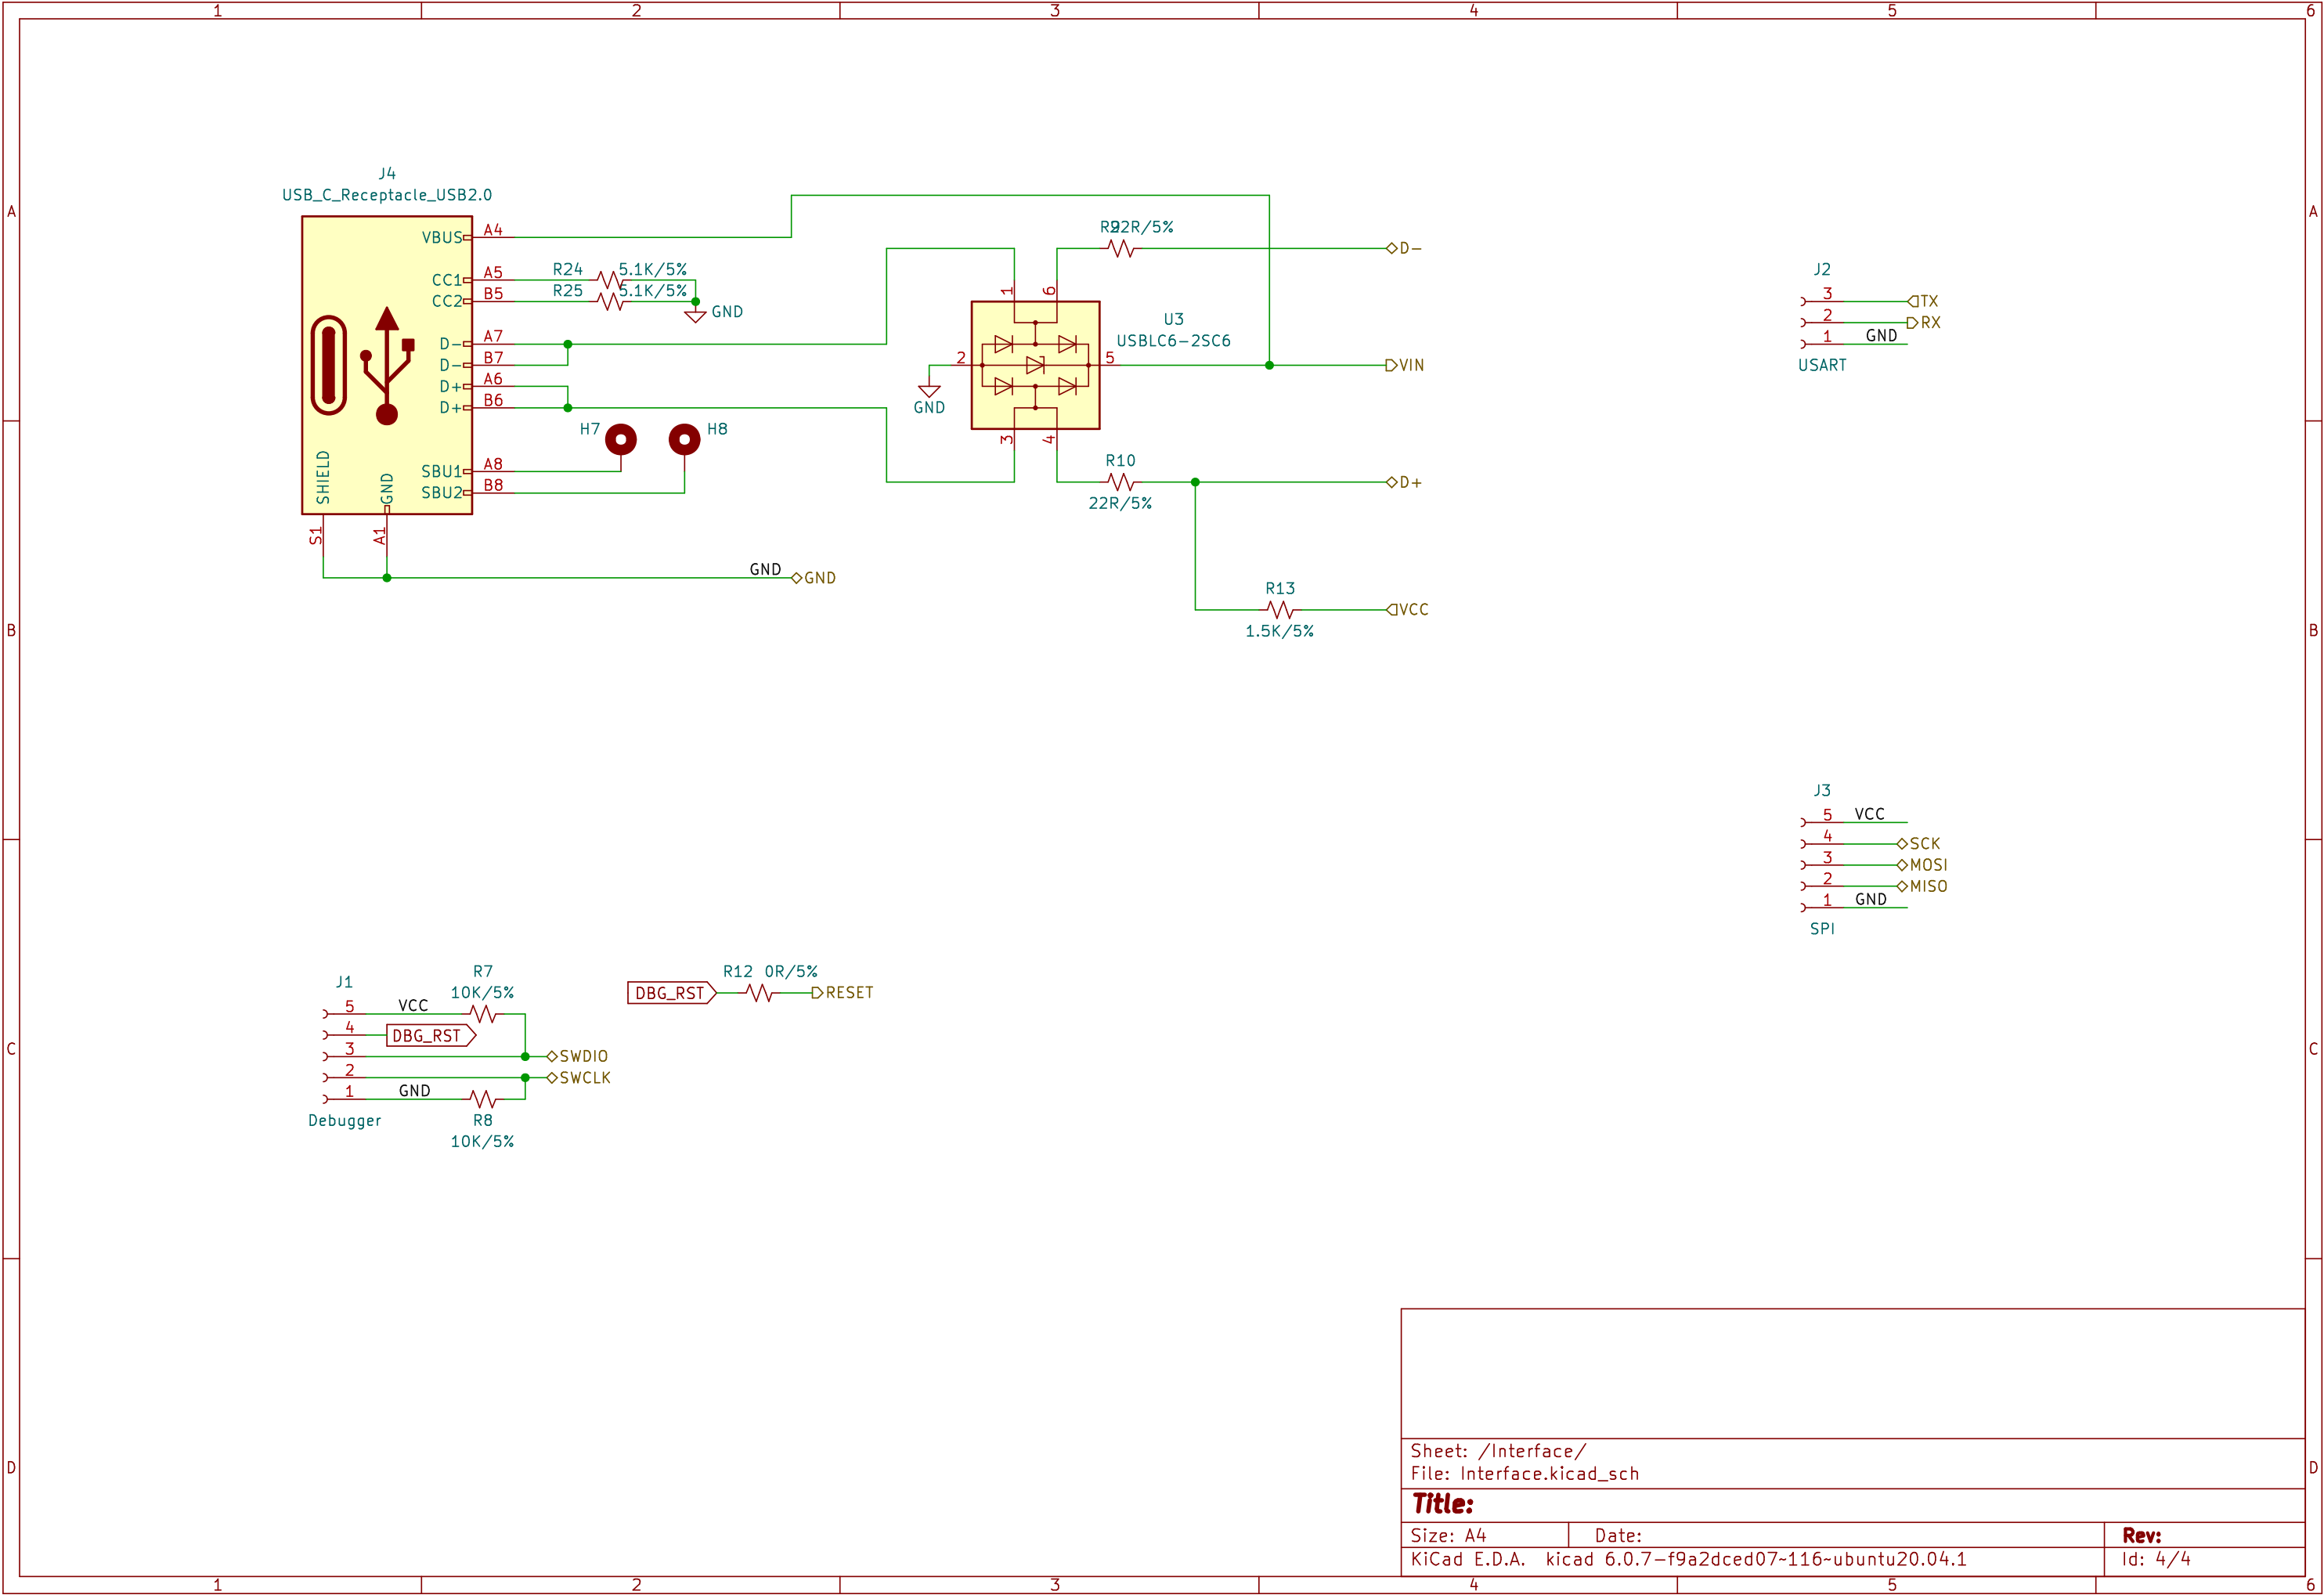 1 2 3 4 5 6
A
B
C
D
A
B
C
D
J4
USB_C_Receptacle_USB2.0
VBUS A4
CC1 A5
CC2 B5
D- A7
D- B7
D+ A6
D+ B6
SBU1 A8
SBU2 B8
SHIELD
GND
S1
A1
R24 5.1K/5%
R25 5.1K/5%
GND
H7
H8
GND GND
R9 22R/5%
D-
1
6
U3
USBLC6-2SC6
2
5
VIN
GND
3
4
R10
22R/5%
D+
R13
1.5K/5%
VCC
J2
3 TX
2 RX
1 GND
USART
J3
5 VCC
4 SCK
3 MOSI
2 MISO
1 GND
SPI
J1
R7
10K/5%
5 VCC
4 DBG_RST
3 SWDIO
2 SWCLK
1 GND
R8
10K/5%
Debugger
R12 0R/5%
DBG_RST
RESET
Sheet: /Interface/
File: Interface.kicad_sch
Title:
Size: A4 Date: Rev:
KiCad E.D.A. kicad 6.0.7-f9a2dced07~116~ubuntu20.04.1 Id: 4/4
1 2 3 4 5 6